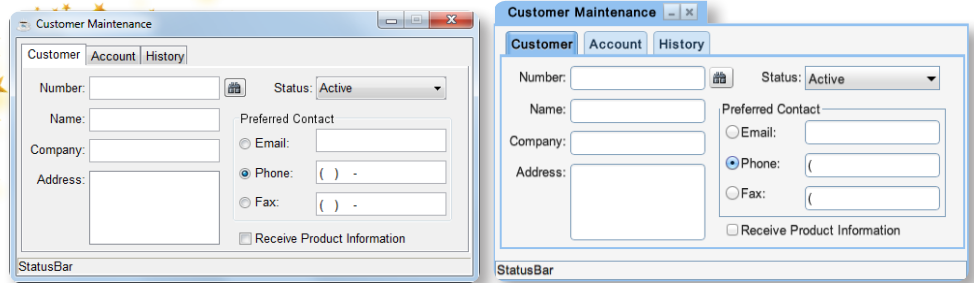 Customer Maintenance
Customer Account History
Number:
Status: Active
Name:
Preferred Contact
Email:
Company:
Phone: ( ) -
Address:
Fax: ( ) -
Receive Product Information
StatusBar
Customer Maintenance
Customer Account History
Number:
Status: Active
Name:
Preferred Contact
Email:
Company:
Phone: (
Address:
Fax: (
Receive Product Information
StatusBar